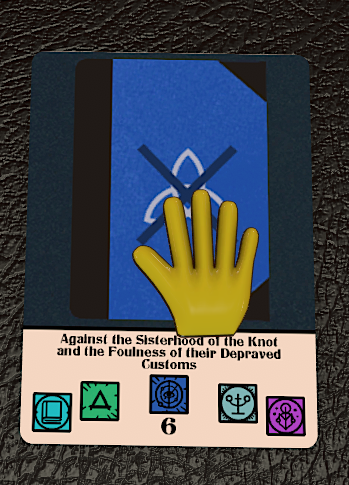 Against the Sisterhood of the Knot
and the Foulness of their Depraved
Customs
6